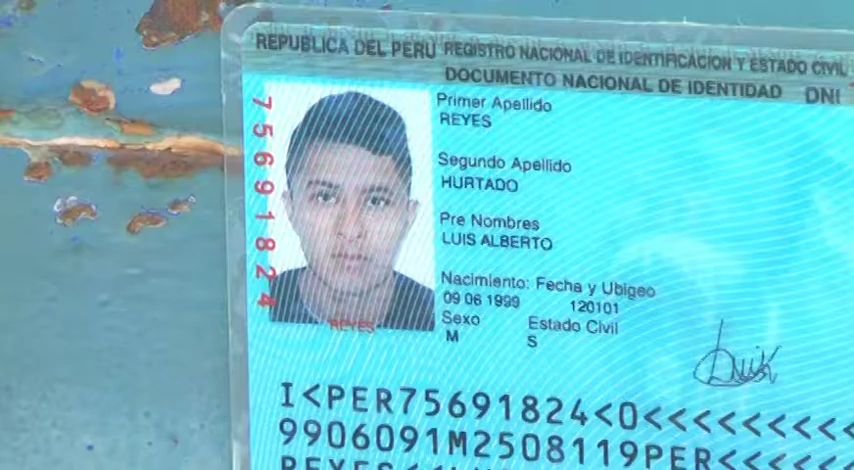 REPUBLICA DEL PERU REGISTRO NACIONAL DE IDENTIFICACION Y ESTADO CIVIL
DOCUMENTO NACIONAL DE IDENTIDAD DNI
75691824
Primer Apellido
REYES
Segundo Apellido
HURTADO
Pre Nombres
LUIS ALBERTO
Nacimiento: Fecha y Ubigeo
09 06 1999 120101
Sexo Estado Civil
M S
REYES
Luis
I<PER75691824<0<<<<<<<<
9906091M2508119PER<<<<<
REYES<<